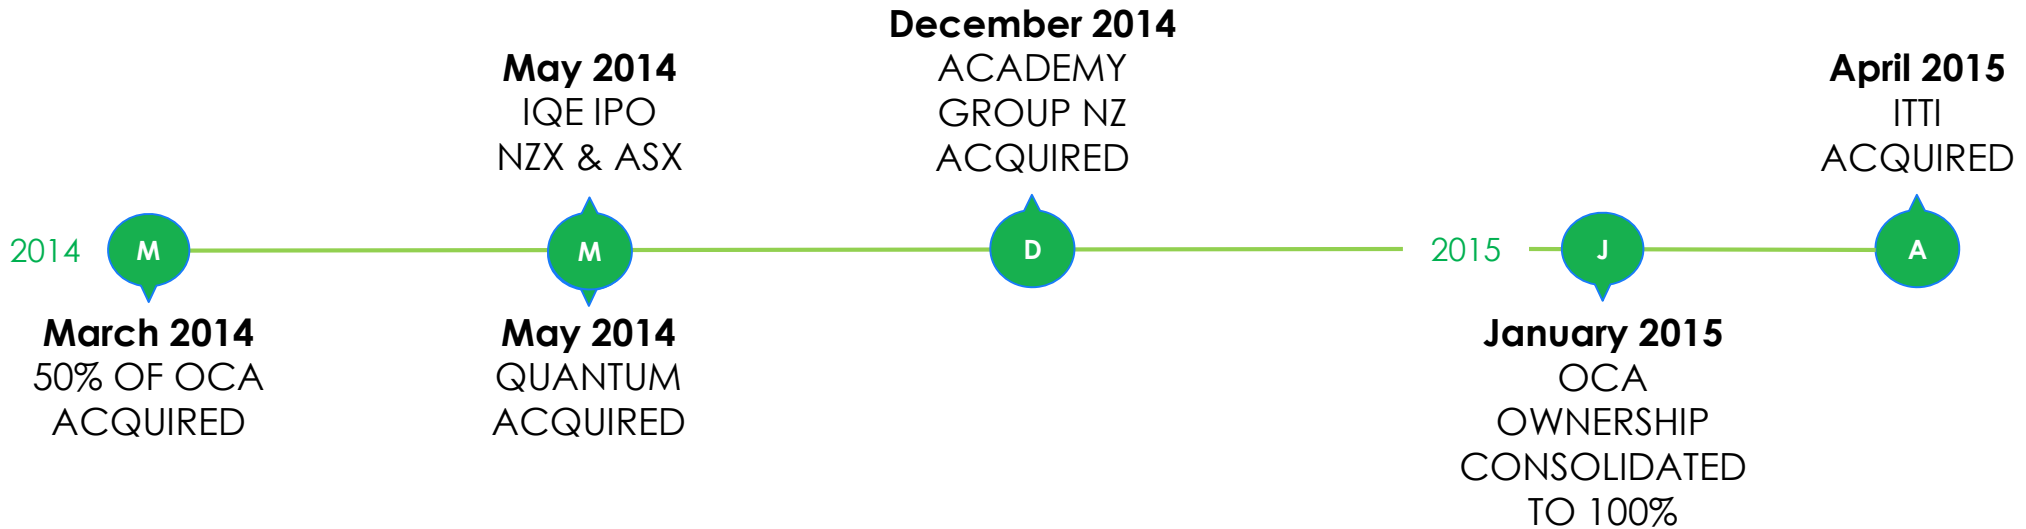 December 2014
ACADEMY
GROUP NZ
ACQUIRED
May 2014
IQE IPO
NZX & ASX
April 2015
ITTI
ACQUIRED
2014
M
M
D
2015
J
A
March 2014
50% OF OCA
ACQUIRED
May 2014
QUANTUM
ACQUIRED
January 2015
OCA
OWNERSHIP
CONSOLIDATED
TO 100%